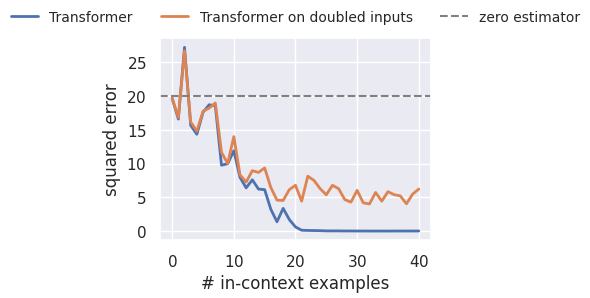 Transformer Transformer on doubled inputs zero estimator
25
20
15
10
5
0
squared error
0 10 20 30 40
# in-context examples